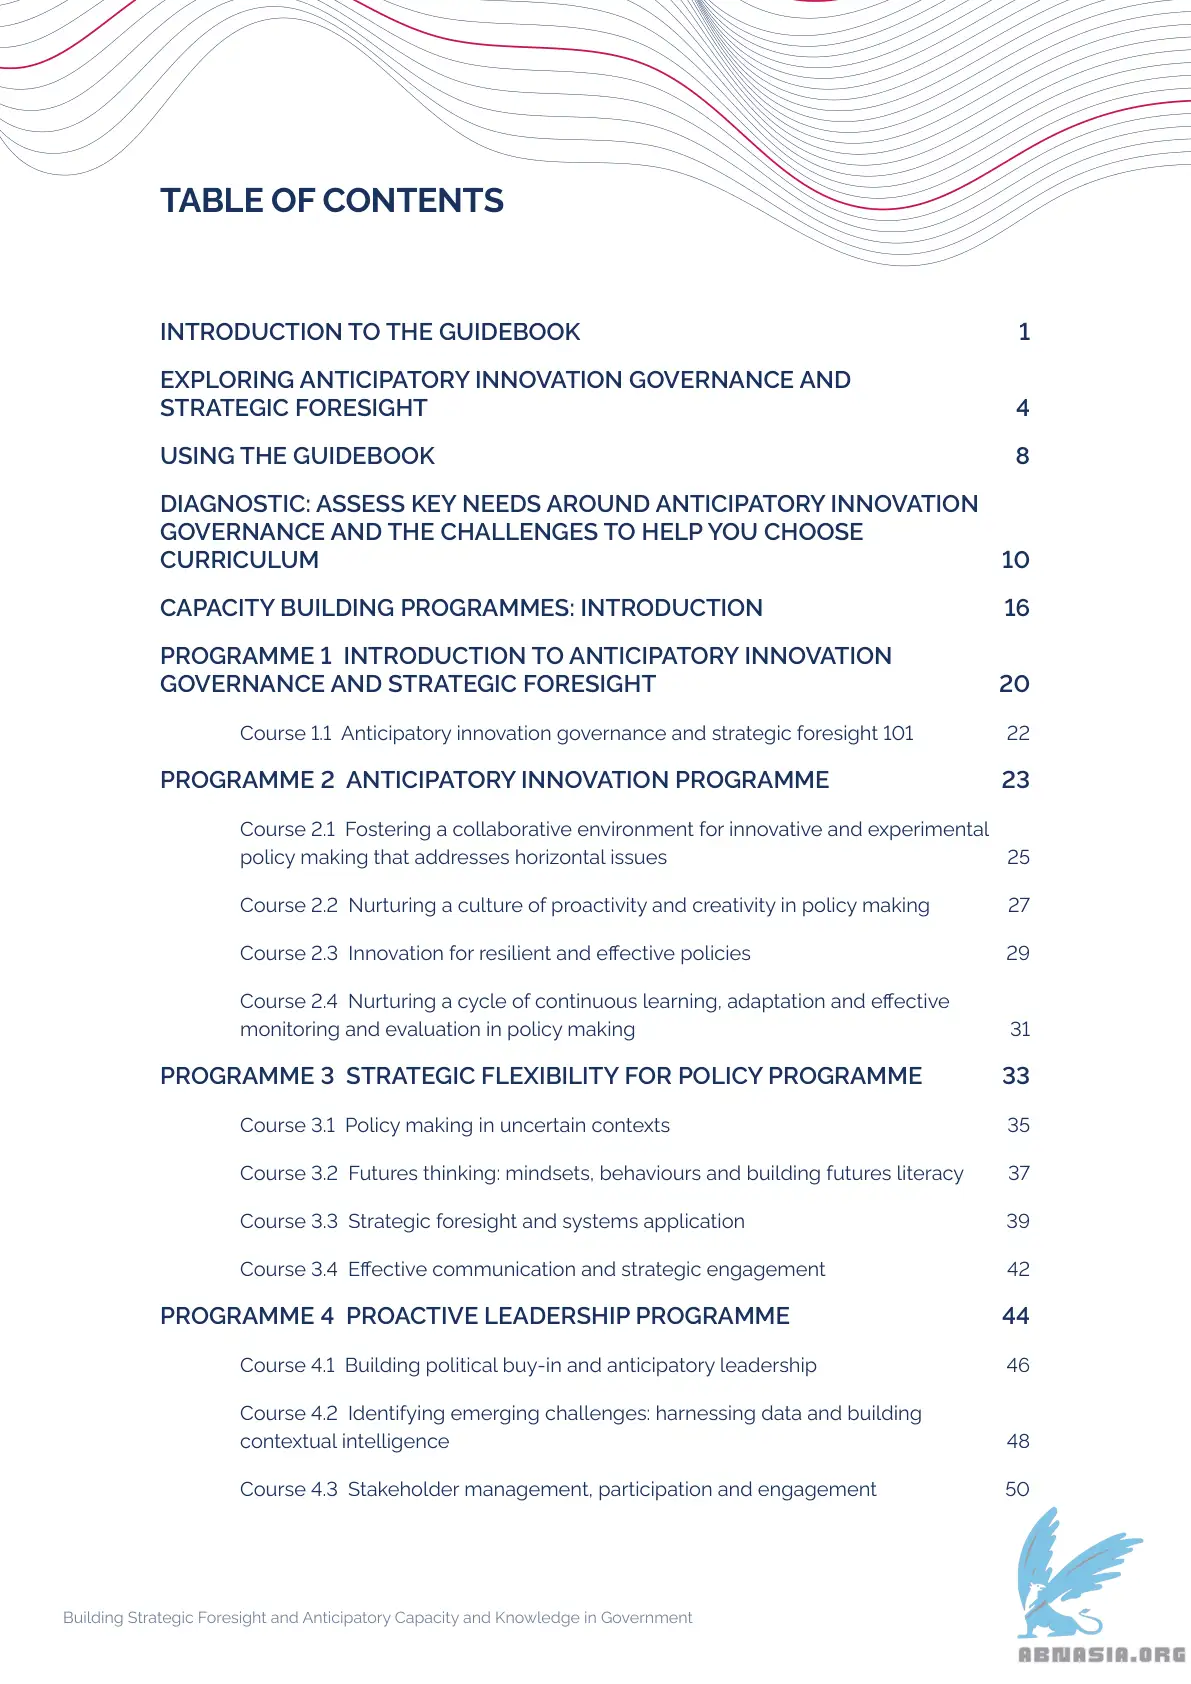 TABLE OF CONTENTS
INTRODUCTION TO THE GUIDEBOOK 1
EXPLORING ANTICIPATORY INNOVATION GOVERNANCE AND
STRATEGIC FORESIGHT 4
USING THE GUIDEBOOK 8
DIAGNOSTIC: ASSESS KEY NEEDS AROUND ANTICIPATORY INNOVATION
GOVERNANCE AND THE CHALLENGES TO HELP YOU CHOOSE
CURRICULUM 10
CAPACITY BUILDING PROGRAMMES: INTRODUCTION 16
PROGRAMME 1 INTRODUCTION TO ANTICIPATORY INNOVATION
GOVERNANCE AND STRATEGIC FORESIGHT 20
Course 1.1 Anticipatory innovation governance and strategic foresight 101 22
PROGRAMME 2 ANTICIPATORY INNOVATION PROGRAMME 23
Course 2.1 Fostering a collaborative environment for innovative and experimental
policy making that addresses horizontal issues 25
Course 2.2 Nurturing a culture of proactivity and creativity in policy making 27
Course 2.3 Innovation for resilient and effective policies 29
Course 2.4 Nurturing a cycle of continuous learning, adaptation and effective
monitoring and evaluation in policy making 31
PROGRAMME 3 STRATEGIC FLEXIBILITY FOR POLICY PROGRAMME 33
Course 3.1 Policy making in uncertain contexts 35
Course 3.2 Futures thinking: mindsets, behaviours and building futures literacy 37
Course 3.3 Strategic foresight and systems application 39
Course 3.4 Effective communication and strategic engagement 42
PROGRAMME 4 PROACTIVE LEADERSHIP PROGRAMME 44
Course 4.1 Building political buy-in and anticipatory leadership 46
Course 4.2 Identifying emerging challenges: harnessing data and building
contextual intelligence 48
Course 4.3 Stakeholder management, participation and engagement 50
Building Strategic Foresight and Anticipatory Capacity and Knowledge in Government
ABNASIA.ORG